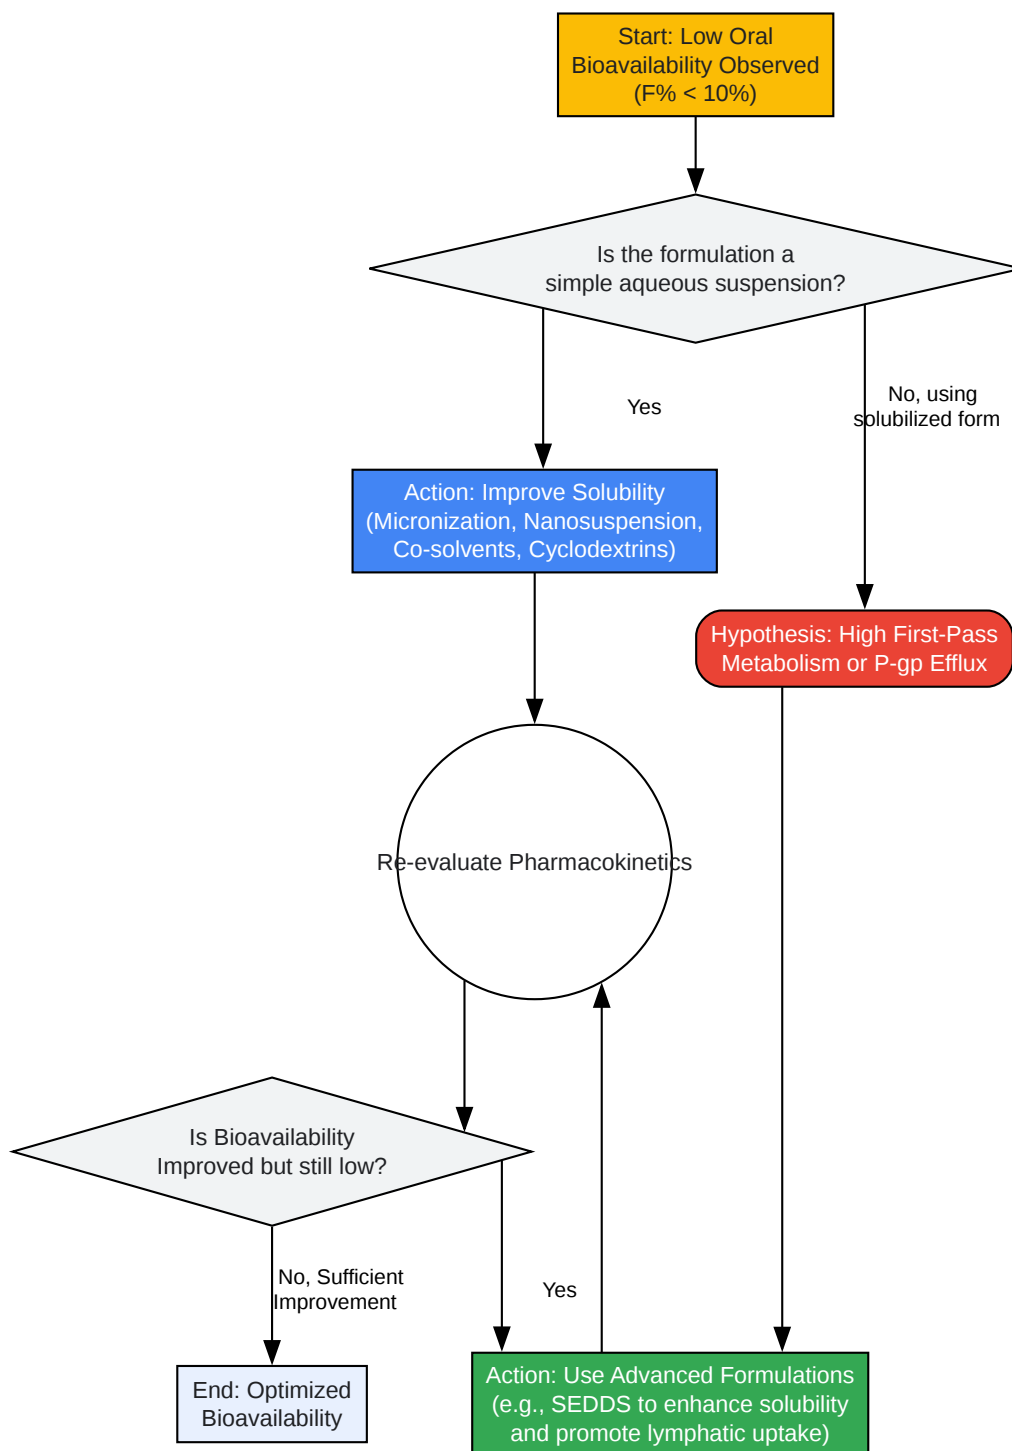 Start: Low Oral
Bioavailability Observed
(F% < 10%)
Is the formulation a
simple aqueous suspension?
Yes
No, using
solubilized form
Action: Improve Solubility
(Micronization, Nanosuspension,
Co-solvents, Cyclodextrins)
Hypothesis: High First-Pass
Metabolism or P-gp Efflux
Re-evaluate Pharmacokinetics
Is Bioavailability
Improved but still low?
No, Sufficient
Improvement
Yes
End: Optimized
Bioavailability
Action: Use Advanced Formulations
(e.g., SEDDS to enhance solubility
and promote lymphatic uptake)